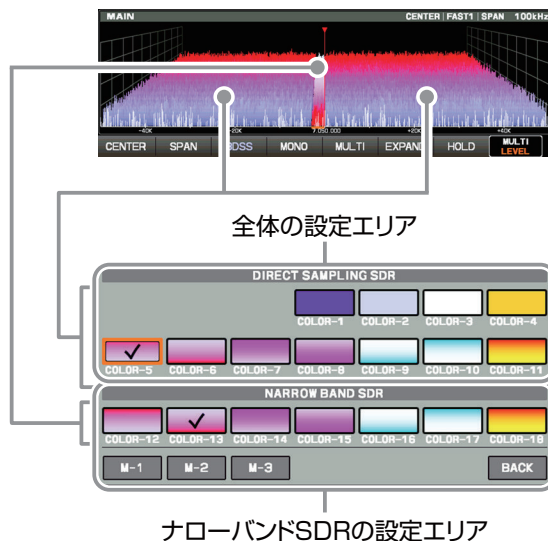 MAIN CENTER | FAST1 | SPAN 100kHz
-40K -20K 7.050.000 +20K +40K
CENTER SPAN 3DSS MONO MULTI EXPAND HOLD MULTI LEVEL
全体の設定エリア
DIRECT SAMPLING SDR
COLOR-1 COLOR-2 COLOR-3 COLOR-4
COLOR-5 COLOR-6 COLOR-7 COLOR-8 COLOR-9 COLOR-10 COLOR-11
NARROW BAND SDR
COLOR-12 COLOR-13 COLOR-14 COLOR-15 COLOR-16 COLOR-17 COLOR-18
M-1 M-2 M-3 BACK
ナローバンドSDRの設定エリア